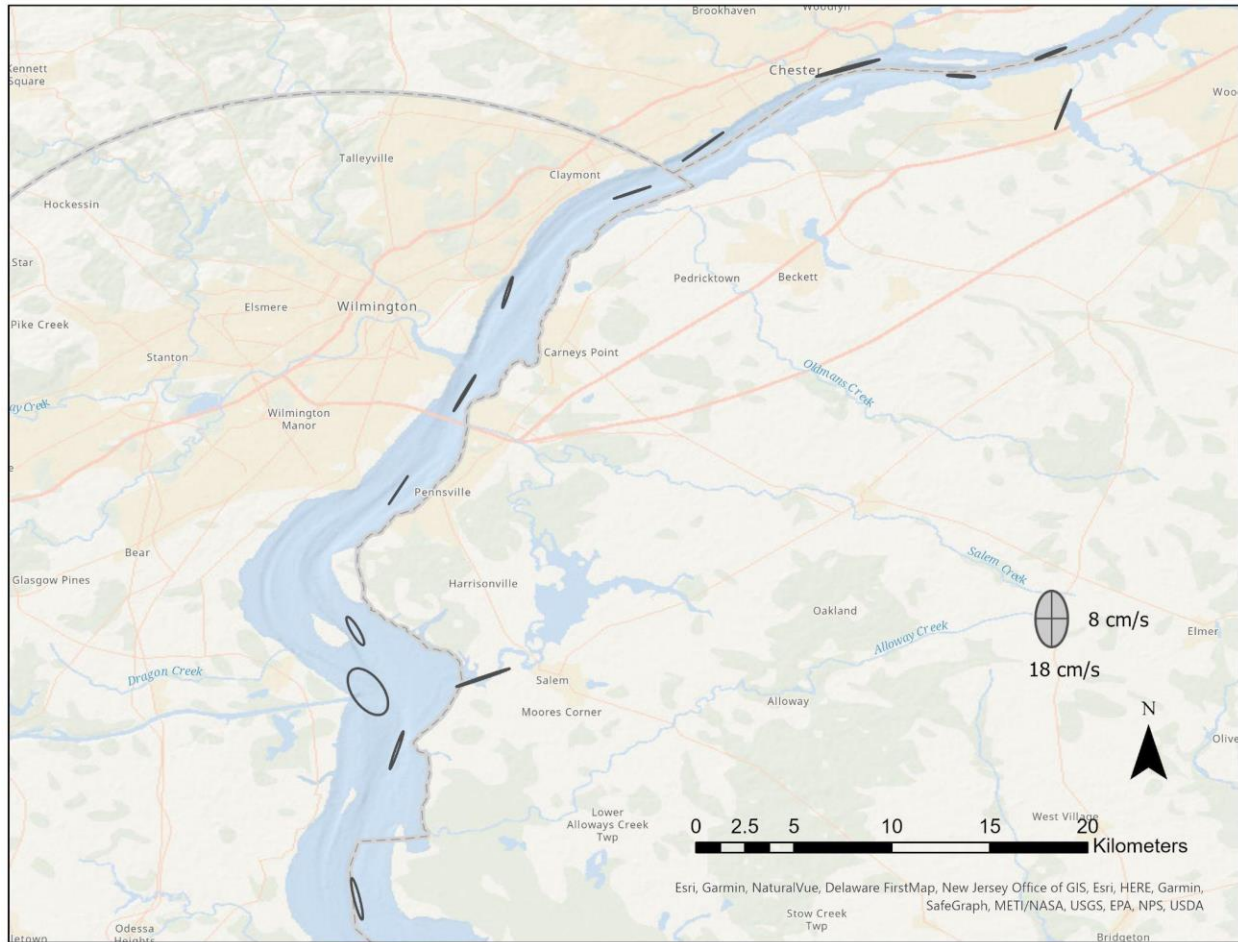 Brookhaven
Woodlyn
Kennett
Square
Chester
Woo
Talleyville
Claymont
Hockessin
Star
Pedricktown
Beckett
Elsmere
Wilmington
Pike Creek
Carneys Point
Stanton
Oldmans Creek
ay Creek
Wilmington
Manor
Pennsville
Bear
Salem Creek
Glasgow Pines
Harrisonville
Oakland
Alloway Creek
8 cm/s
Elmer
Dragon Creek
Salem
18 cm/s
Alloway
Moores Corner
N
Olive
Lower
Alloways Creek
Twp
West Village
0 2.5 5 10 15 20
Kilometers
Esri, Garmin, NaturalVue, Delaware FirstMap, New Jersey Office of GIS, Esri, HERE, Garmin,
SafeGraph, METI/NASA, USGS, EPA, NPS, USDA
Stow Creek
Twp
Odessa
Heights
dletown
Bridgeton